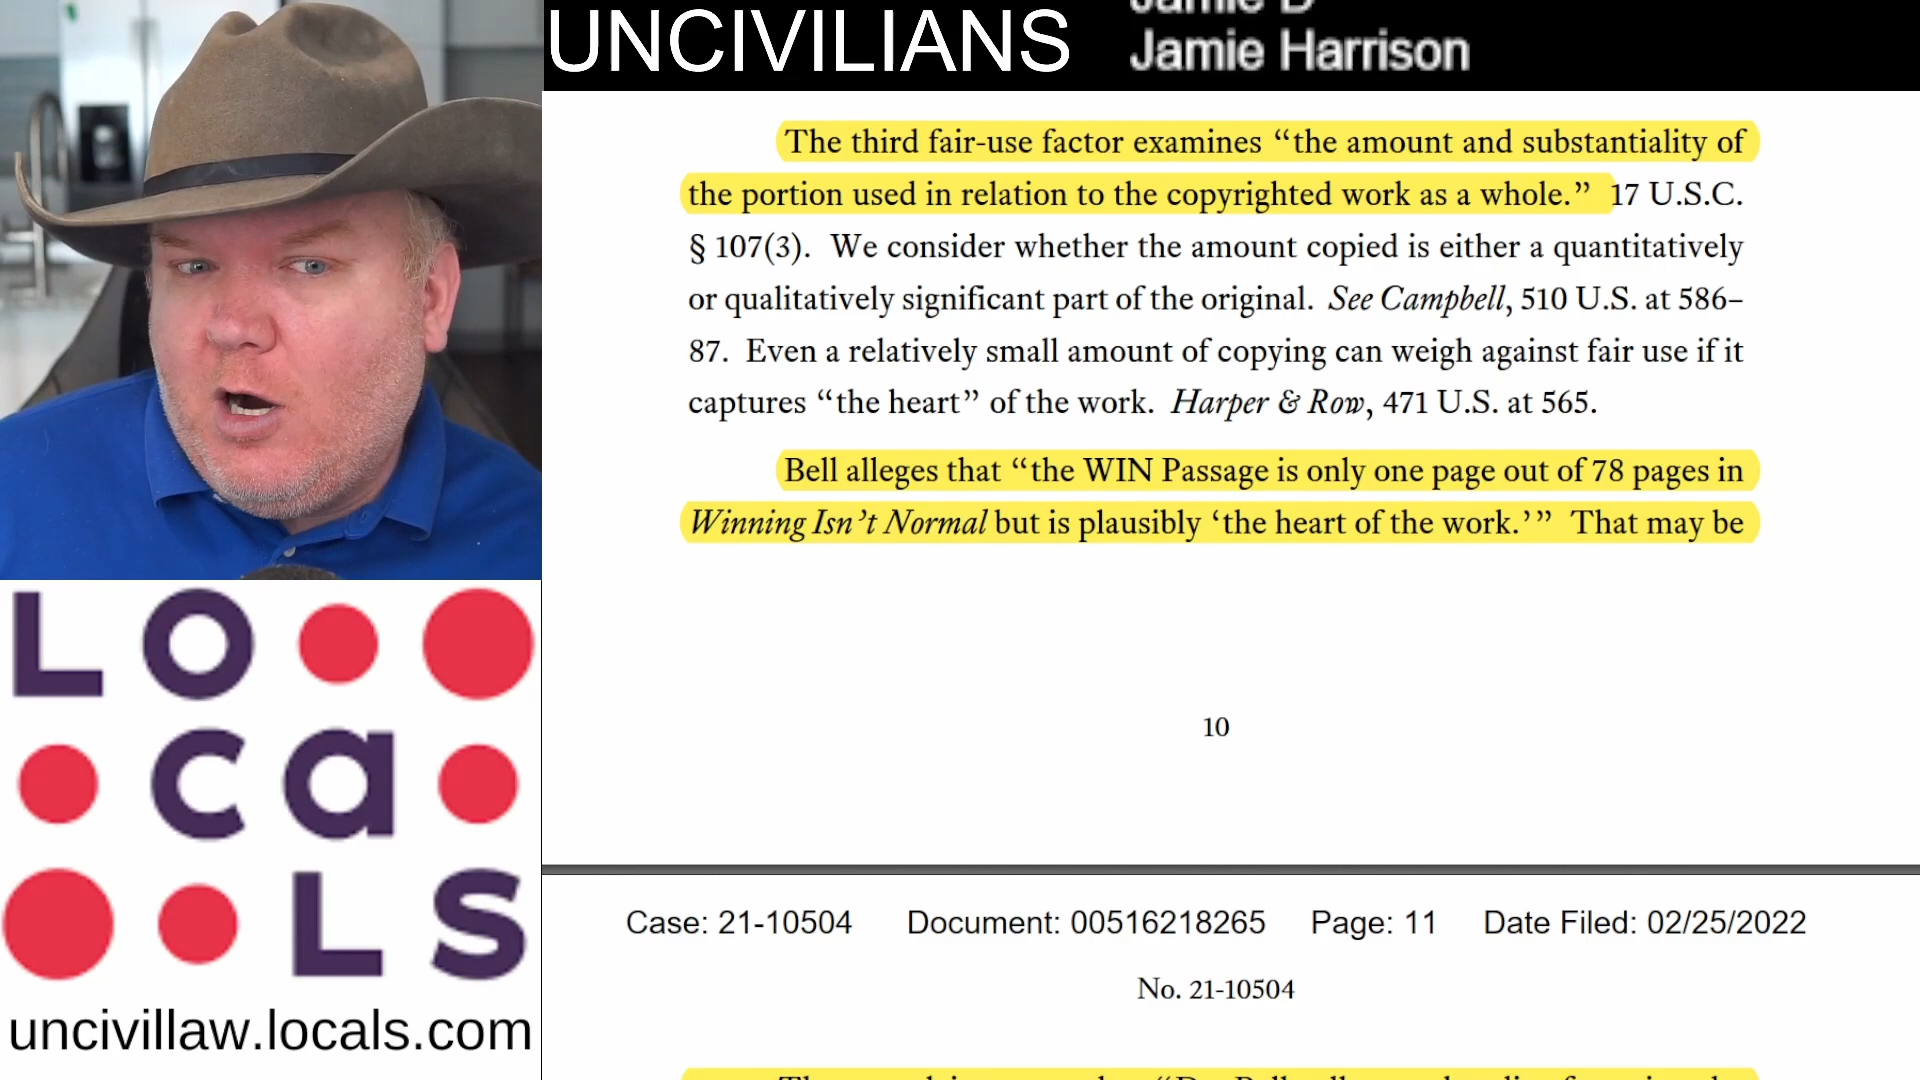 UNCIVILIANS
Jamie D
Jamie Harrison
The third fair-use factor examines “the amount and substantiality of
the portion used in relation to the copyrighted work as a whole.” 17 U.S.C.
§ 107(3). We consider whether the amount copied is either a quantitatively
or qualitatively significant part of the original. See Campbell, 510 U.S. at 586–
87. Even a relatively small amount of copying can weigh against fair use if it
captures “the heart” of the work. Harper & Row, 471 U.S. at 565.
Bell alleges that “the WIN Passage is only one page out of 78 pages in
Winning Isn’t Normal but is plausibly ‘the heart of the work.’” That may be
10
Case: 21-10504 Document: 00516218265 Page: 11 Date Filed: 02/25/2022
No. 21-10504
LO
ca
LS
uncivillaw.locals.com